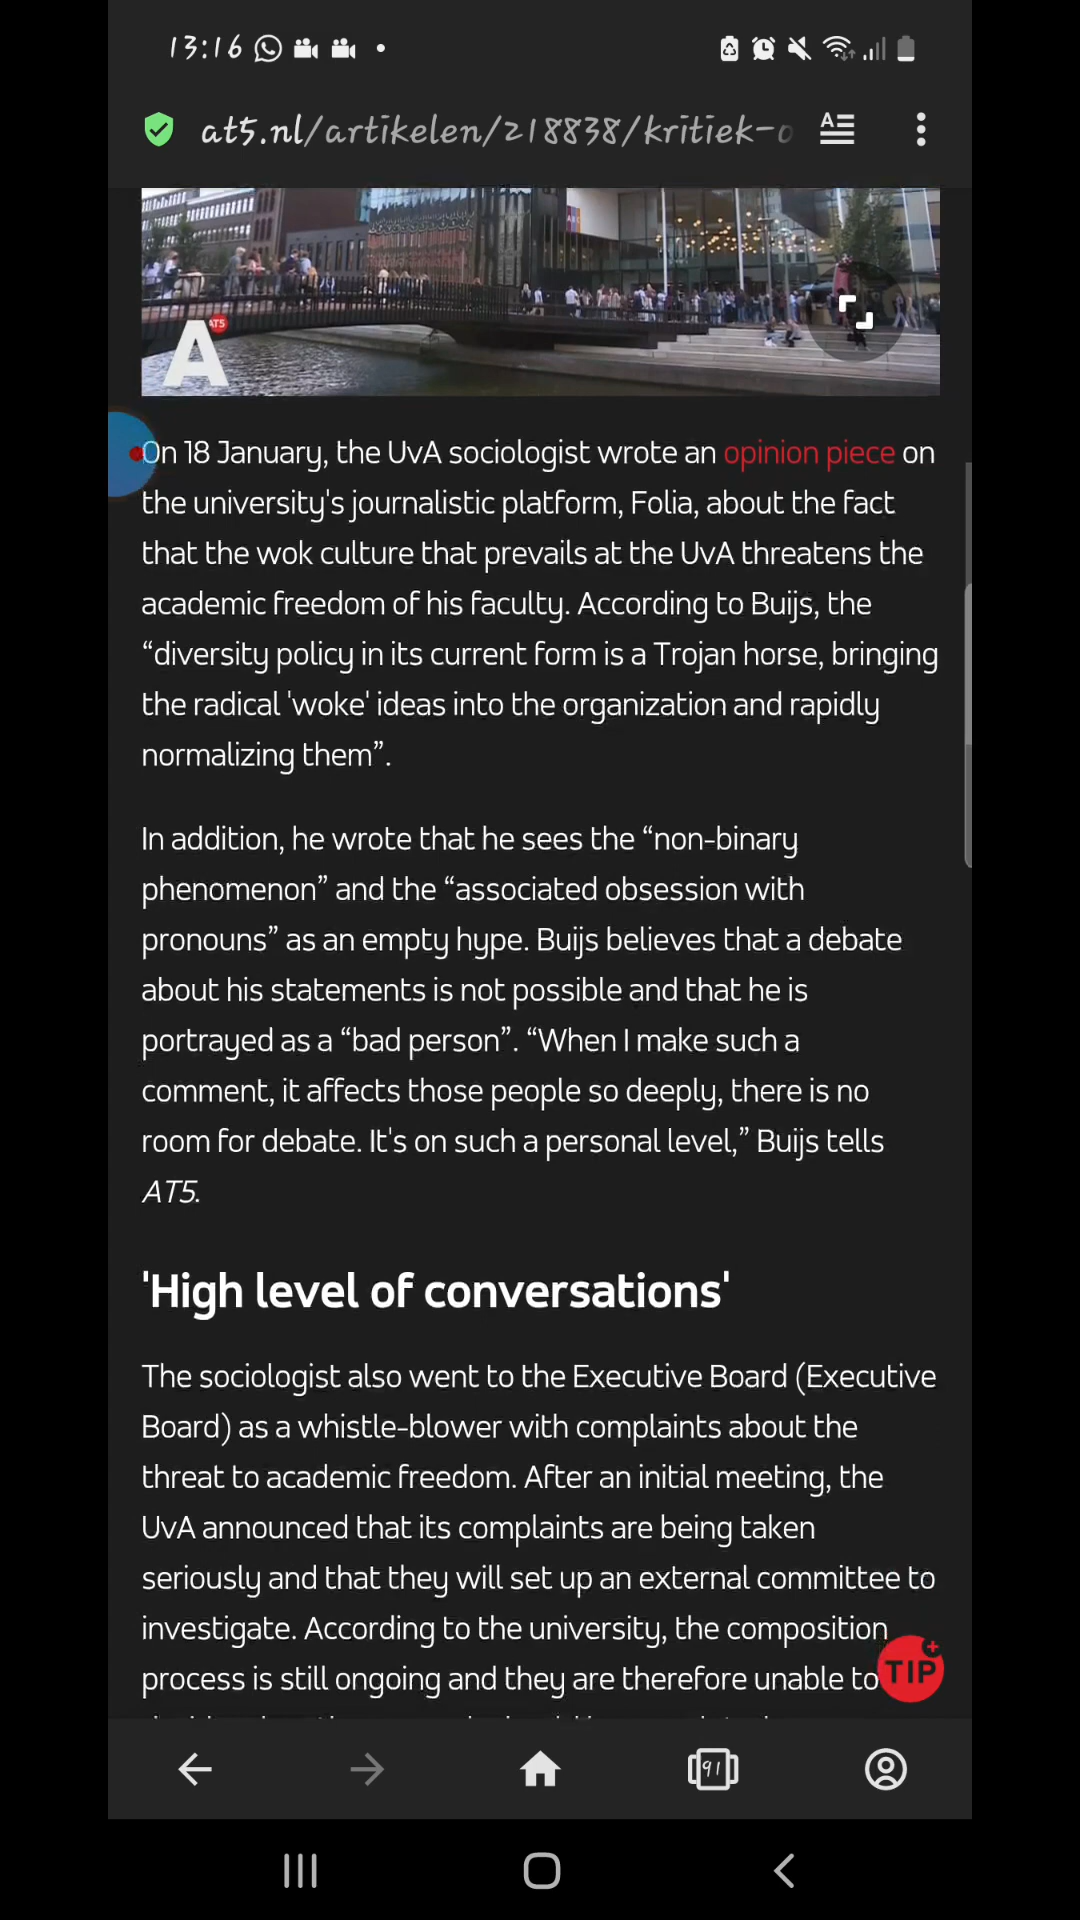 13:16
at5.nl/artikelen/218838/kritiek-o
A AT5
On 18 January, the UvA sociologist wrote an opinion piece on
the university's journalistic platform, Folia, about the fact
that the wok culture that prevails at the UvA threatens the
academic freedom of his faculty. According to Buijs, the
“diversity policy in its current form is a Trojan horse, bringing
the radical 'woke' ideas into the organization and rapidly
normalizing them”.
In addition, he wrote that he sees the “non-binary
phenomenon” and the “associated obsession with
pronouns” as an empty hype. Buijs believes that a debate
about his statements is not possible and that he is
portrayed as a “bad person”. “When I make such a
comment, it affects those people so deeply, there is no
room for debate. It's on such a personal level,” Buijs tells
AT5.
'High level of conversations'
The sociologist also went to the Executive Board (Executive
Board) as a whistle-blower with complaints about the
threat to academic freedom. After an initial meeting, the
UvA announced that its complaints are being taken
seriously and that they will set up an external committee to
investigate. According to the university, the composition
process is still ongoing and they are therefore unable to
TIP
91